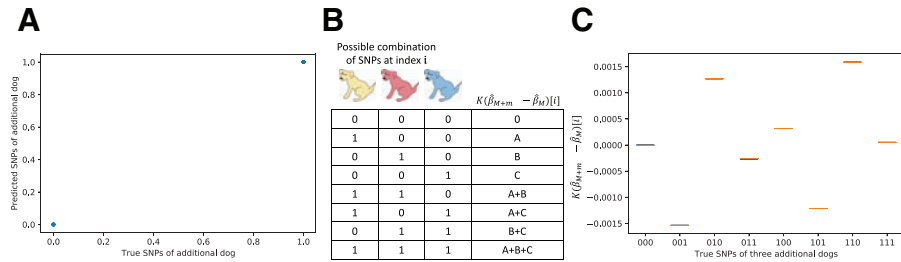 A
Predicted SNPs of additional dog
1,0
0,8
0,6
0,4
0,2
0,0
0.0 0.2 0.4 0.6 0.8 1.0
True SNPs of additional dog
B
Possible combination
of SNPs at index i
K(β̂_{M+m} − β̂_M)[i]
0 0 0 0
1 0 0 A
0 1 0 B
0 0 1 C
1 1 0 A+B
1 0 1 A+C
0 1 1 B+C
1 1 1 A+B+C
C
K(β̂_{M+m} − β̂_M)[i]
0.0015
0.0010
0.0005
0.0000
−0.0005
−0.0010
−0.0015
000 001 010 011 100 101 110 111
True SNPs of three additional dogs